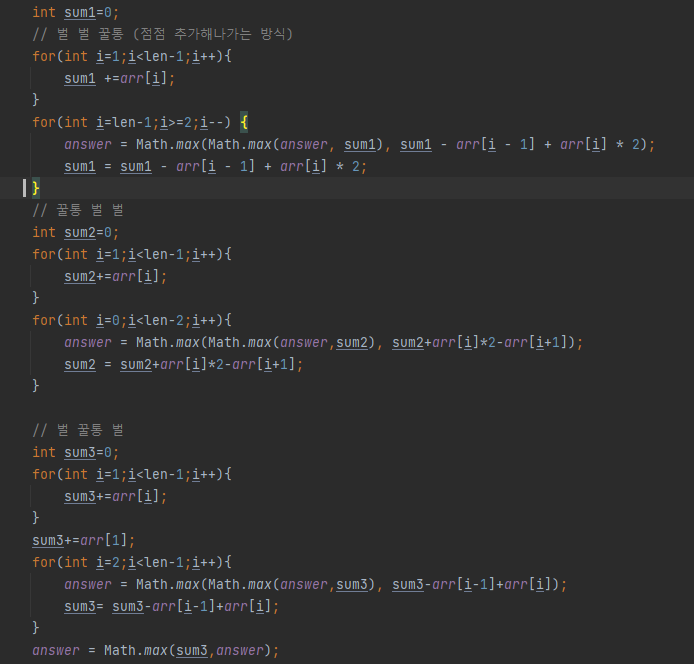 int sum1=0;
// 벌 벌 꿀통 (점점 추가해나가는 방식)
for(int i=1;i<len-1;i++){
sum1 +=arr[i];
}
for(int i=len-1;i>=2;i--) {
answer = Math.max(Math.max(answer, sum1), sum1 - arr[i - 1] + arr[i] * 2);
sum1 = sum1 - arr[i - 1] + arr[i] * 2;
}
// 꿀통 벌 벌
int sum2=0;
for(int i=1;i<len-1;i++){
sum2+=arr[i];
}
for(int i=0;i<len-2;i++){
answer = Math.max(Math.max(answer,sum2), sum2+arr[i]*2-arr[i+1]);
sum2 = sum2+arr[i]*2-arr[i+1];
}
// 벌 꿀통 벌
int sum3=0;
for(int i=1;i<len-1;i++){
sum3+=arr[i];
}
sum3+=arr[1];
for(int i=2;i<len-1;i++){
answer = Math.max(Math.max(answer,sum3), sum3-arr[i-1]+arr[i]);
sum3= sum3-arr[i-1]+arr[i];
}
answer = Math.max(sum3,answer);